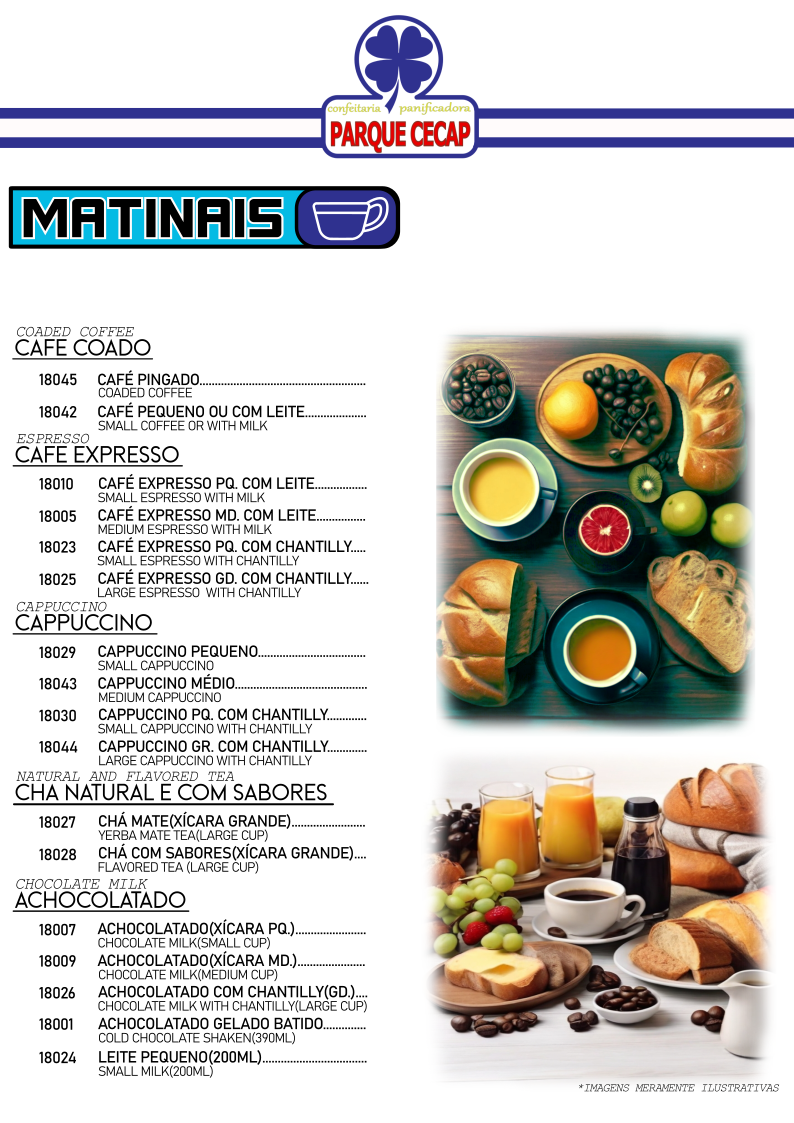 confeitaria panificadora
PARQUE CECAP
MATINAIS
COADED COFFEE
CAFE COADO
18045 CAFÉ PINGADO......................................................
COADED COFFEE
18042 CAFÉ PEQUENO OU COM LEITE....................
SMALL COFFEE OR WITH MILK
ESPRESSO
CAFE EXPRESSO
18010 CAFÉ EXPRESSO PQ. COM LEITE.................
SMALL ESPRESSO WITH MILK
18005 CAFÉ EXPRESSO MD. COM LEITE................
MEDIUM ESPRESSO WITH MILK
18023 CAFÉ EXPRESSO PQ. COM CHANTILLY.....
SMALL ESPRESSO WITH CHANTILLY
18025 CAFÉ EXPRESSO GD. COM CHANTILLY......
LARGE ESPRESSO WITH CHANTILLY
CAPPUCCINO
CAPPUCCINO
18029 CAPPUCCINO PEQUENO...................................
SMALL CAPPUCCINO
18043 CAPPUCCINO MÉDIO...........................................
MEDIUM CAPPUCCINO
18030 CAPPUCCINO PQ. COM CHANTILLY.............
SMALL CAPPUCCINO WITH CHANTILLY
18044 CAPPUCCINO GR. COM CHANTILLY.............
LARGE CAPPUCCINO WITH CHANTILLY
NATURAL AND FLAVORED TEA
CHA NATURAL E COM SABORES
18027 CHÁ MATE(XÍCARA GRANDE)........................
YERBA MATE TEA(LARGE CUP)
18028 CHÁ COM SABORES(XÍCARA GRANDE)....
FLAVORED TEA (LARGE CUP)
CHOCOLATE MILK
ACHOCOLATADO
18007 ACHOCOLATADO(XÍCARA PQ.).......................
CHOCOLATE MILK(SMALL CUP)
18009 ACHOCOLATADO(XÍCARA MD.)......................
CHOCOLATE MILK(MEDIUM CUP)
18026 ACHOCOLATADO COM CHANTILLY(GD.)....
CHOCOLATE MILK WITH CHANTILLY(LARGE CUP)
18001 ACHOCOLATADO GELADO BATIDO..............
COLD CHOCOLATE SHAKEN(390ML)
18024 LEITE PEQUENO(200ML)..................................
SMALL MILK(200ML)
*IMAGENS MERAMENTE ILUSTRATIVAS